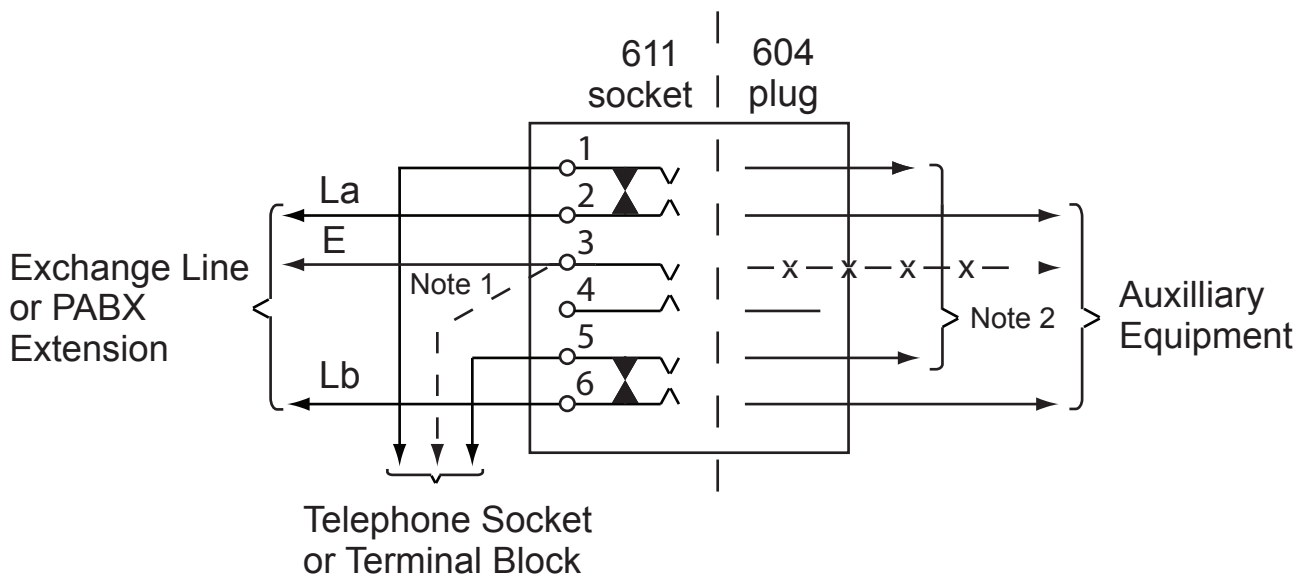 611
socket
604
plug
1
La
2
E
3
Note 1
4
5
Lb
6
x x x x
Exchange Line
or PABX
Extension
Note 2
Auxilliary
Equipment
Telephone Socket
or Terminal Block